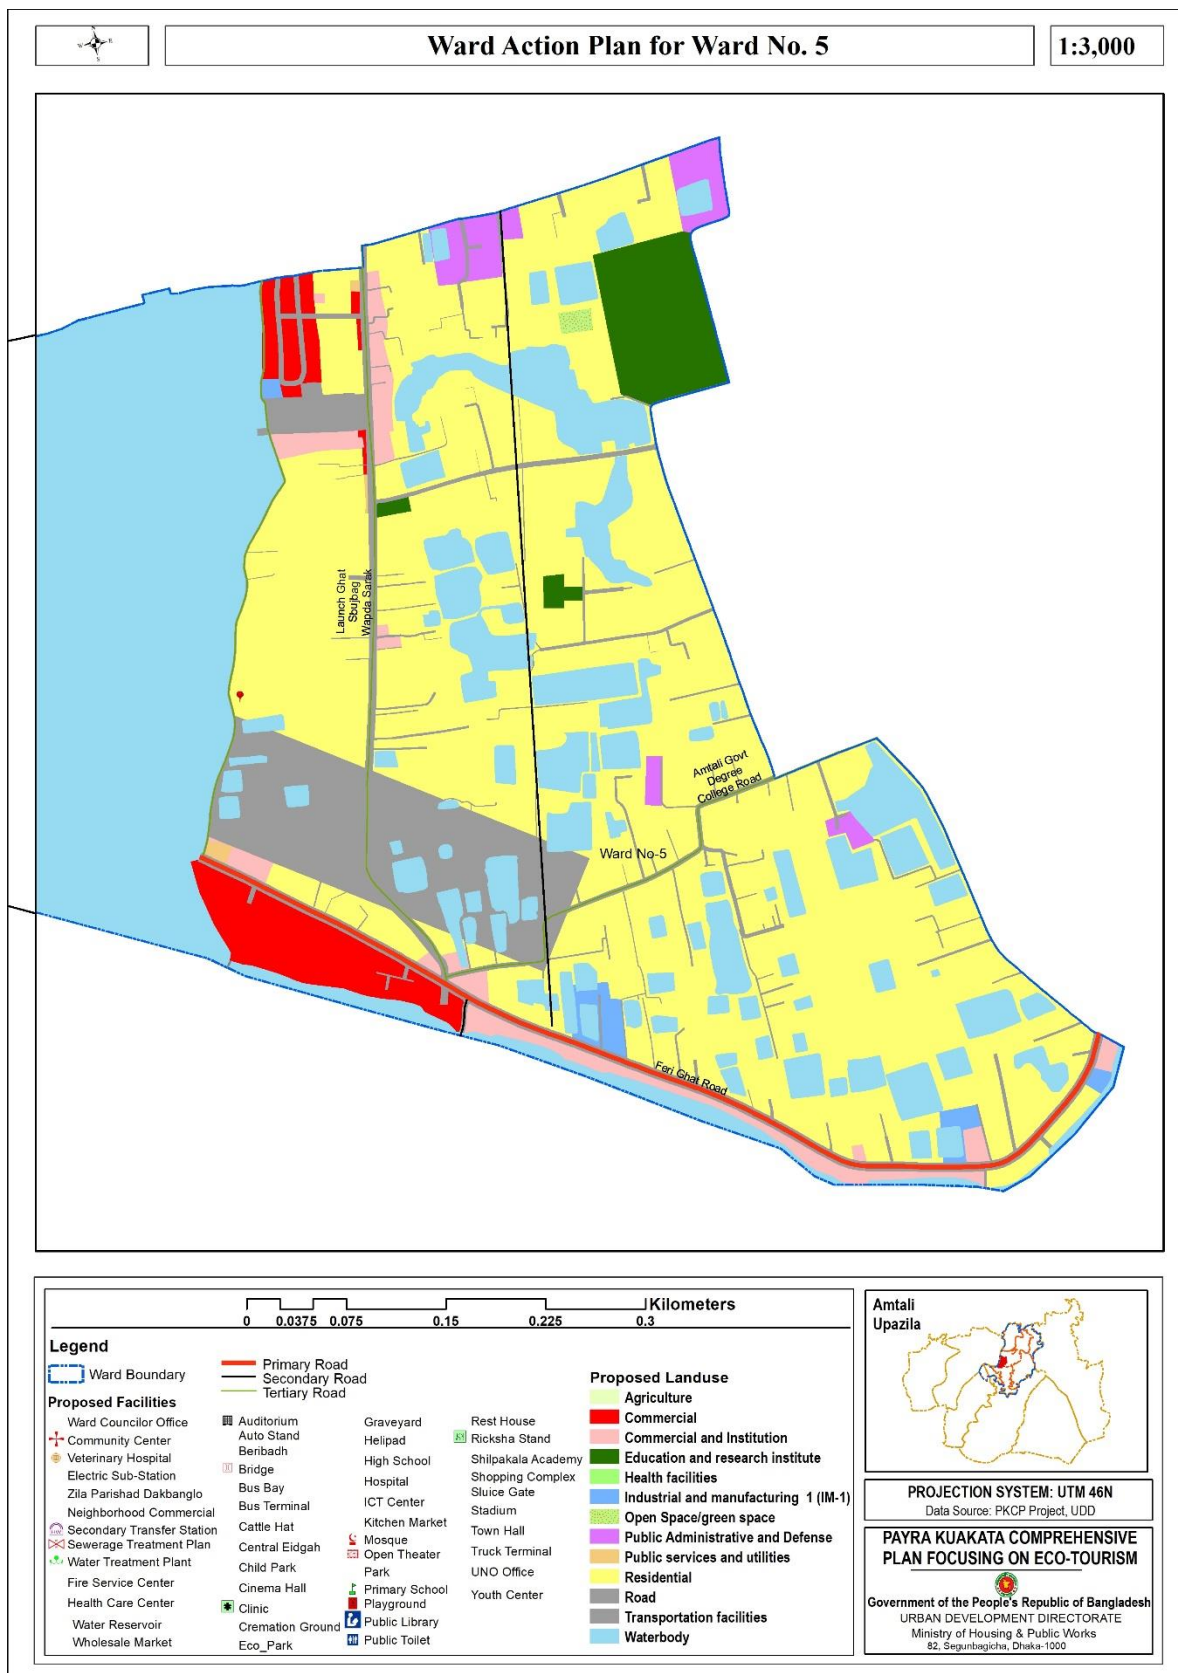 N
W
E
S
Ward Action Plan for Ward No. 5
1:3,000
Launch Ghat
Sbujbag
Wapda Sarak
Amtali Govt
Degree
College Road
Ward No-5
Feri Ghat Road
Kilometers
0 0.0375 0.075 0.15 0.225 0.3
Legend
Ward Boundary
Primary Road
Secondary Road
Tertiary Road
Proposed Facilities
Ward Councilor Office
Community Center
Veterinary Hospital
Electric Sub-Station
Zila Parishad Dakbanglo
Neighborhood Commercial
Secondary Transfer Station
Sewerage Treatment Plan
Water Treatment Plant
Fire Service Center
Health Care Center
Water Reservoir
Wholesale Market
Auditorium
Auto Stand
Beribadh
Bridge
Bus Bay
Bus Terminal
Cattle Hat
Central Eidgah
Child Park
Cinema Hall
Clinic
Cremation Ground
Eco_Park
Graveyard
Helipad
High School
Hospital
ICT Center
Kitchen Market
Mosque
Open Theater
Park
Primary School
Playground
Public Library
Public Toilet
Rest House
Ricksha Stand
Shilpakala Academy
Shopping Complex
Sluice Gate
Stadium
Town Hall
Truck Terminal
UNO Office
Youth Center
Proposed Landuse
Agriculture
Commercial
Commercial and Institution
Education and research institute
Health facilities
Industrial and manufacturing 1 (IM-1)
Open Space/green space
Public Administrative and Defense
Public services and utilities
Residential
Road
Transportation facilities
Waterbody
Amtali
Upazila
PROJECTION SYSTEM: UTM 46N
Data Source: PKCP Project, UDD
PAYRA KUAKATA COMPREHENSIVE
PLAN FOCUSING ON ECO-TOURISM
Government of the People's Republic of Bangladesh
URBAN DEVELOPMENT DIRECTORATE
Ministry of Housing & Public Works
82, Segunbagicha, Dhaka-1000